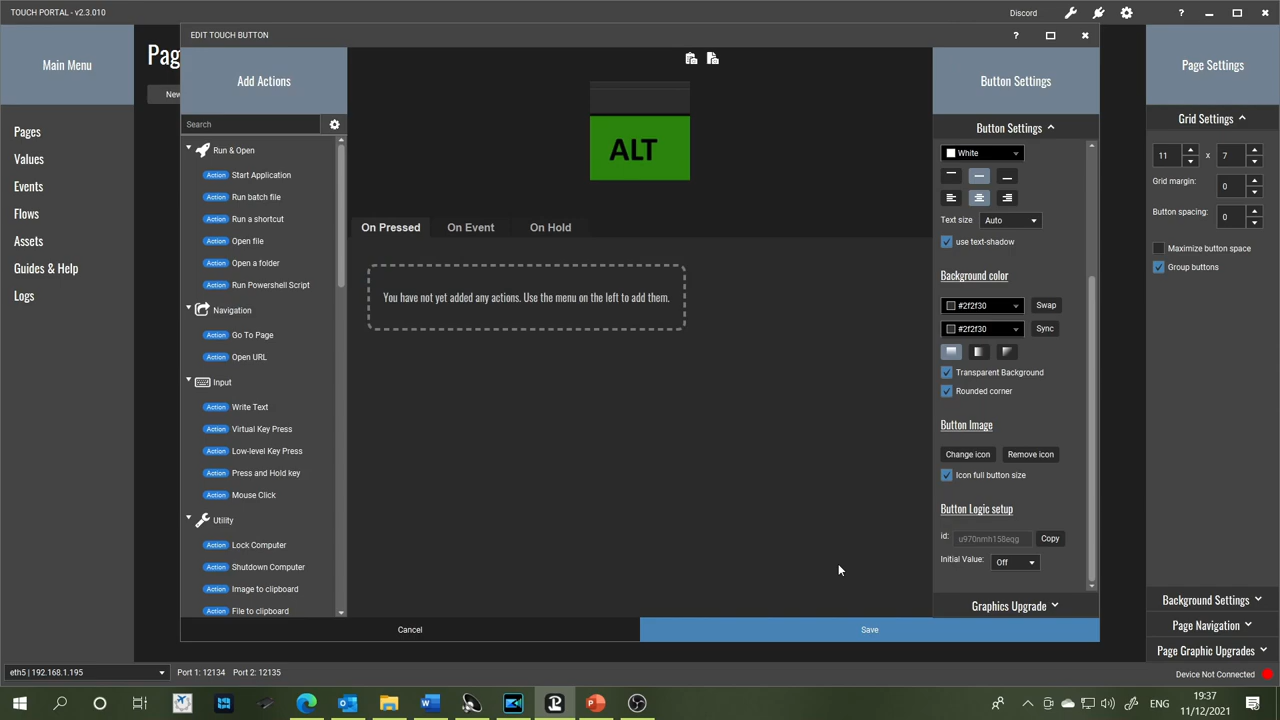 TOUCH PORTAL - v2.3.010
Discord
?
EDIT TOUCH BUTTON
?
Main Menu
Pages
Values
Events
Flows
Assets
Guides & Help
Logs
Pag
New
Add Actions
Search
Run & Open
Action Start Application
Action Run batch file
Action Run a shortcut
Action Open file
Action Open a folder
Action Run Powershell Script
Navigation
Action Go To Page
Action Open URL
Input
Action Write Text
Action Virtual Key Press
Action Low-level Key Press
Action Press and Hold key
Action Mouse Click
Utility
Action Lock Computer
Action Shutdown Computer
Action Image to clipboard
Action File to clipboard
ALT
On Pressed On Event On Hold
You have not yet added any actions. Use the menu on the left to add them.
Button Settings
Button Settings
White
Text size Auto
use text-shadow
Background color
#2f2f30 Swap
#2f2f30 Sync
Transparent Background
Rounded corner
Button Image
Change icon Remove icon
Icon full button size
Button Logic setup
id: u970nmh158eqg Copy
Initial Value: Off
Graphics Upgrade
Cancel Save
Page Settings
Grid Settings
11 x 7
Grid margin: 0
Button spacing: 0
Maximize button space
Group buttons
Background Settings
Page Navigation
Page Graphic Upgrades
eth5 | 192.168.1.195 Port 1: 12134 Port 2: 12135
Device Not Connected
ENG
19:37
11/12/2021